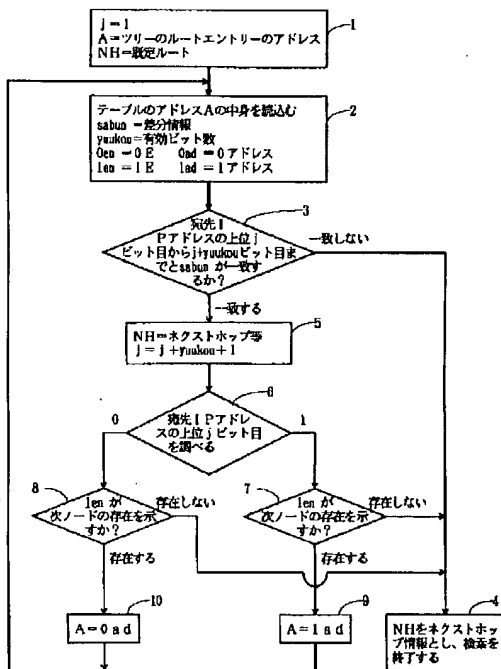 j＝1
A＝ツリーのルートエントリーのアドレス
NH＝既定ルート
1
テーブルのアドレスAの中身を読込む
sabun＝差分情報
yuukou＝有効ビット数
0en＝0E 0ad＝0アドレス
1en＝1E 1ad＝1アドレス
2
3
宛先I
Pアドレスの上位j
ビット目からj+yuukouビット目ま
でとsabunが一致す
るか？
一致しない
一致する
5
NH＝ネクストホップ等
j＝j+yuukou+1
6
宛先IPアドレ
スの上位jビット目
を調べる
0
1
8
1enが
次ノードの存在を示
すか？
存在しない
存在する
7
1enが
次ノードの存在を示
すか？
存在しない
存在する
10
A＝0ad
9
A＝1ad
4
NHをネクストホッ
プ情報とし、検索を
終了する